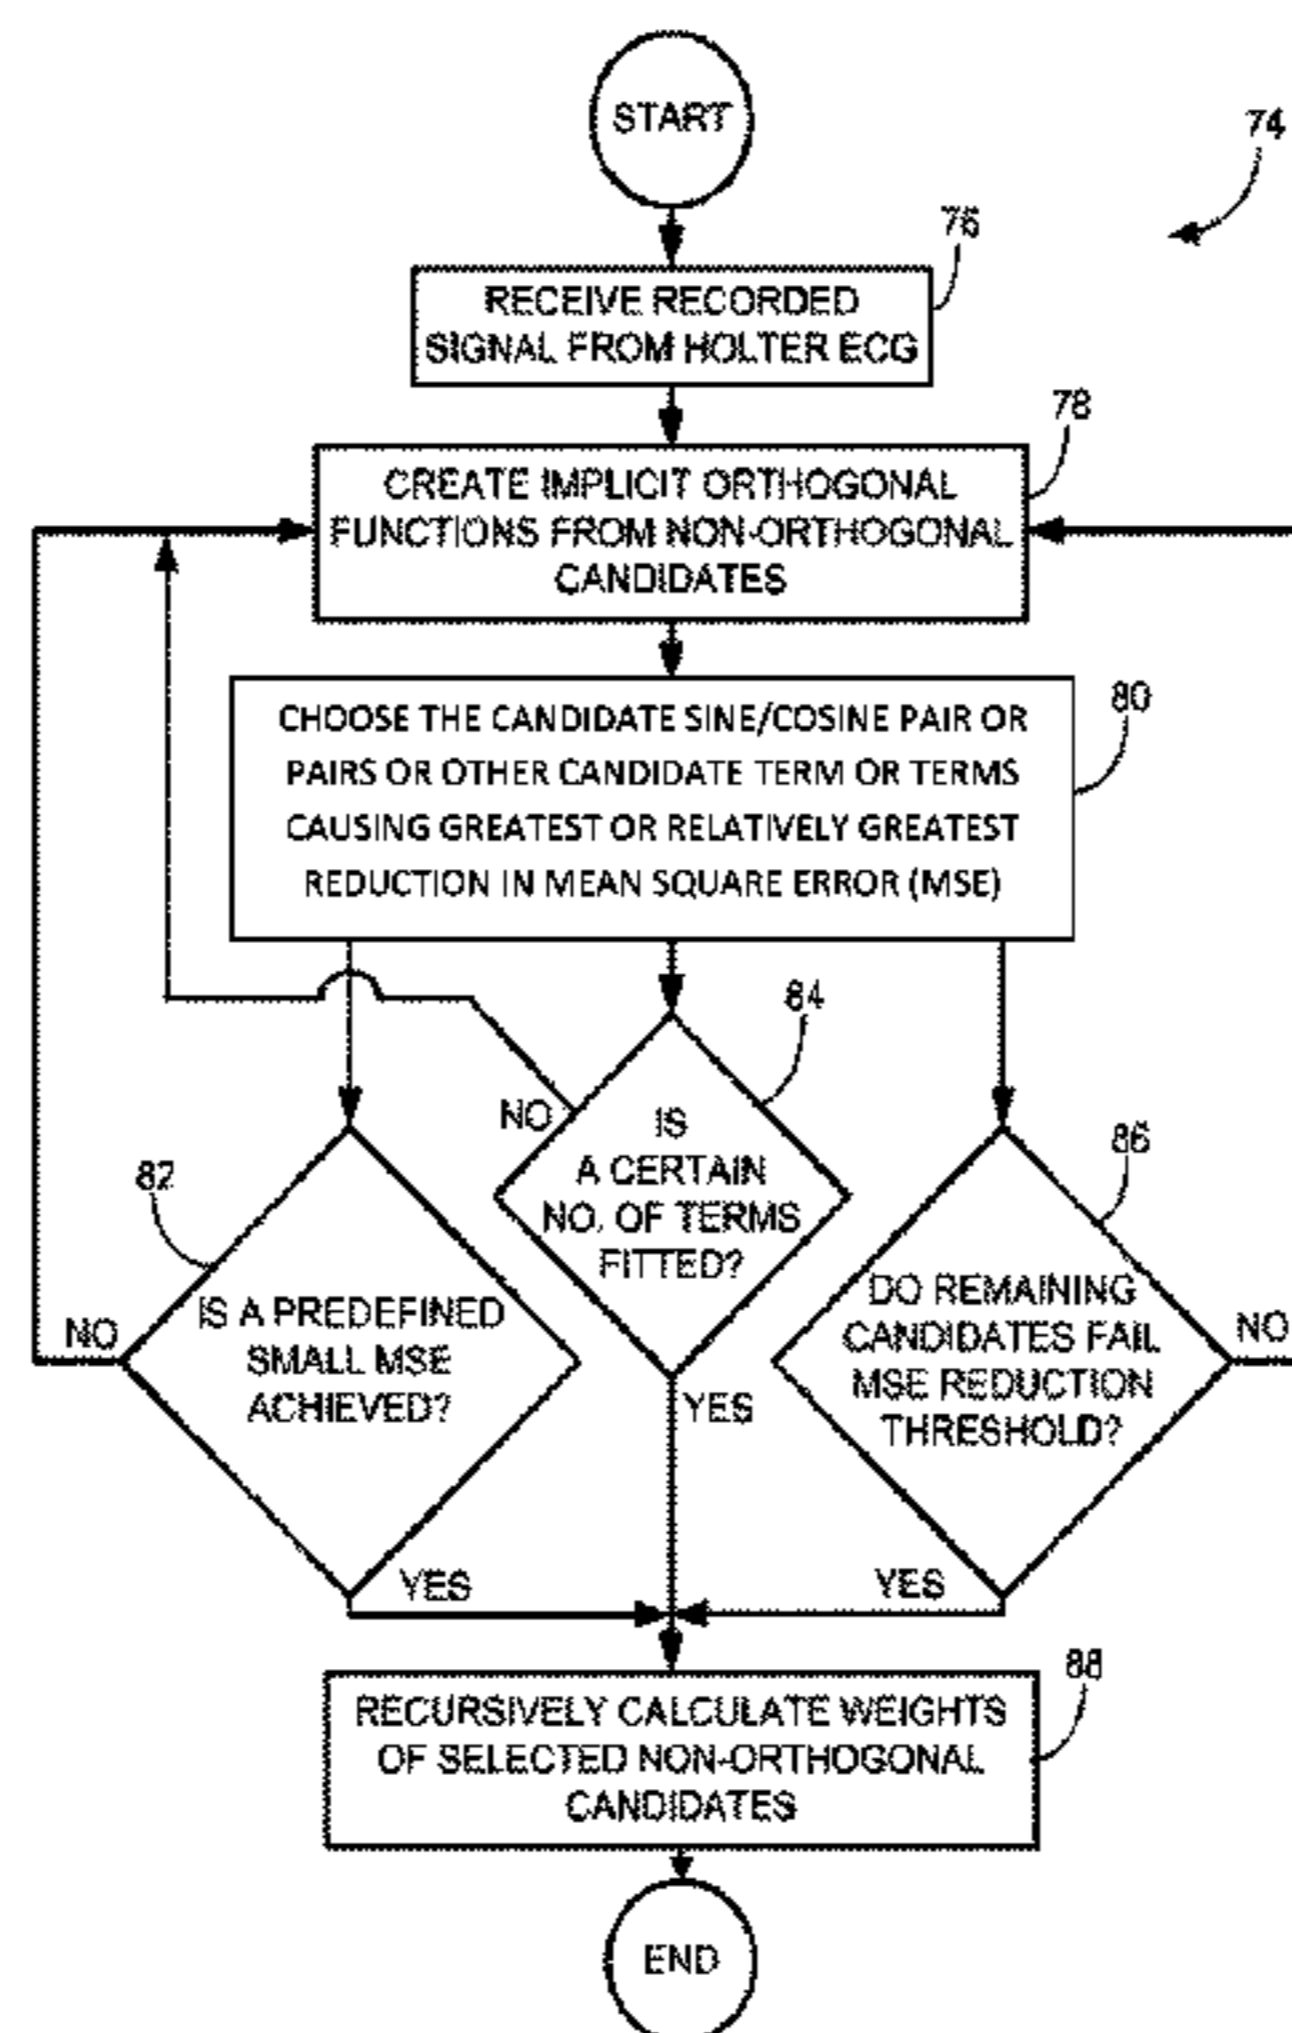 START
74
76
RECEIVE RECORDED
SIGNAL FROM HOLTER ECG
78
CREATE IMPLICIT ORTHOGONAL
FUNCTIONS FROM NON-ORTHOGONAL
CANDIDATES
80
CHOOSE THE CANDIDATE SINE/COSINE PAIR OR
PAIRS OR OTHER CANDIDATE TERM OR TERMS
CAUSING GREATEST OR RELATIVELY GREATEST
REDUCTION IN MEAN SQUARE ERROR (MSE)
84
NO
IS
A CERTAIN
NO. OF TERMS
FITTED?
YES
82
NO
IS A PREDEFINED
SMALL MSE
ACHIEVED?
YES
86
DO REMAINING
CANDIDATES FAIL
MSE REDUCTION
THRESHOLD?
NO
YES
88
RECURSIVELY CALCULATE WEIGHTS
OF SELECTED NON-ORTHOGONAL
CANDIDATES
END